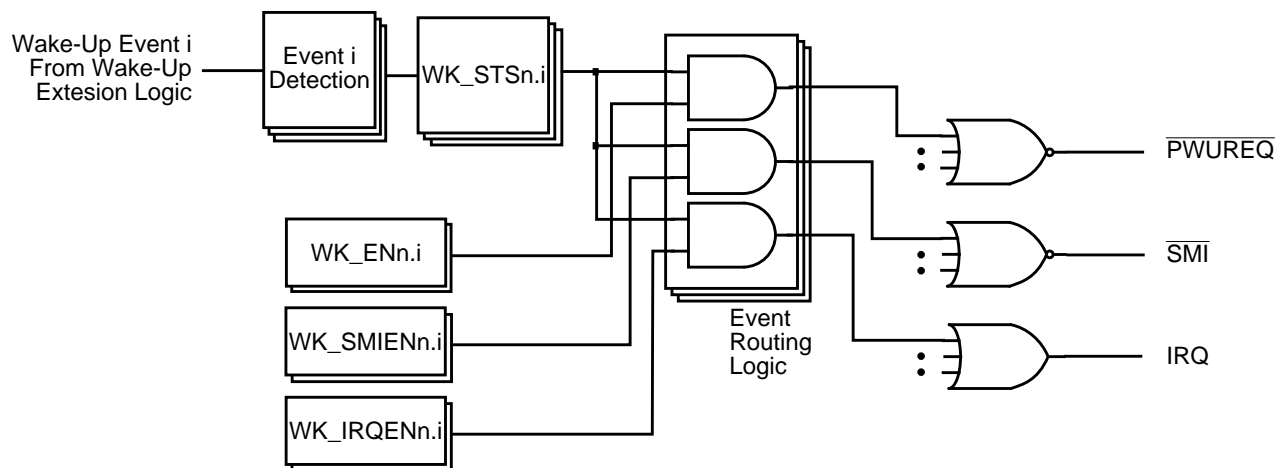 Wake-Up Event i
From Wake-Up
Extesion Logic
Event i
Detection
WK_STSn.i
WK_ENn.i
WK_SMIENn.i
WK_IRQENn.i
Event
Routing
Logic
PWUREQ
SMI
IRQ